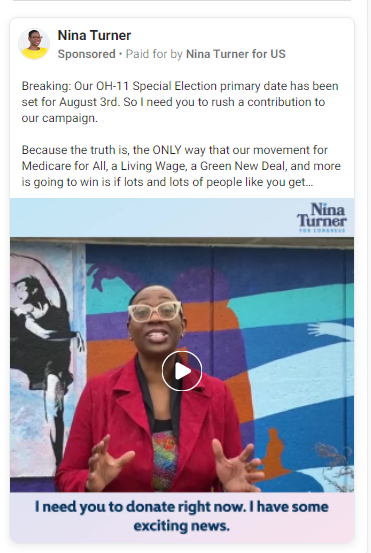 Nina Turner
Sponsored · Paid for by Nina Turner for US
Breaking: Our OH-11 Special Election primary date has been
set for August 3rd. So I need you to rush a contribution to
our campaign.
Because the truth is, the ONLY way that our movement for
Medicare for All, a Living Wage, a Green New Deal, and more
is going to win is if lots and lots of people like you get...
Nina
Turner
FOR CONGRESS
I need you to donate right now. I have some
exciting news.